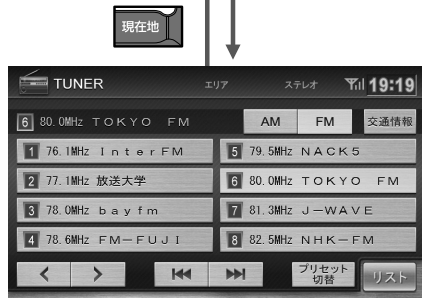 現在地
TUNER エリア ステレオ 19:19
6 80.0MHz TOKYO FM AM FM 交通情報
1 76.1MHz InterFM 5 79.5MHz NACK5
2 77.1MHz 放送大学 6 80.0MHz TOKYO FM
3 78.0MHz bayfm 7 81.3MHz J-WAVE
4 78.6MHz FM-FUJI 8 82.5MHz NHK-FM
プリセット
切替 リスト